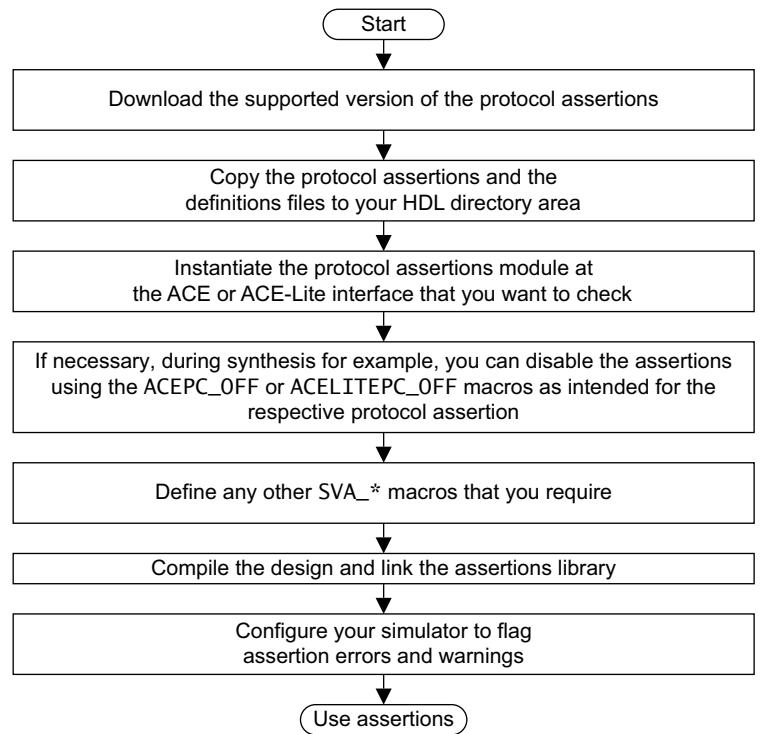 Start
Download the supported version of the protocol assertions
Copy the protocol assertions and the
definitions files to your HDL directory area
Instantiate the protocol assertions module at
the ACE or ACE-Lite interface that you want to check
If necessary, during synthesis for example, you can disable the assertions
using the ACEPC_OFF or ACELITEPC_OFF macros as intended for the
respective protocol assertion
Define any other SVA_* macros that you require
Compile the design and link the assertions library
Configure your simulator to flag
assertion errors and warnings
Use assertions